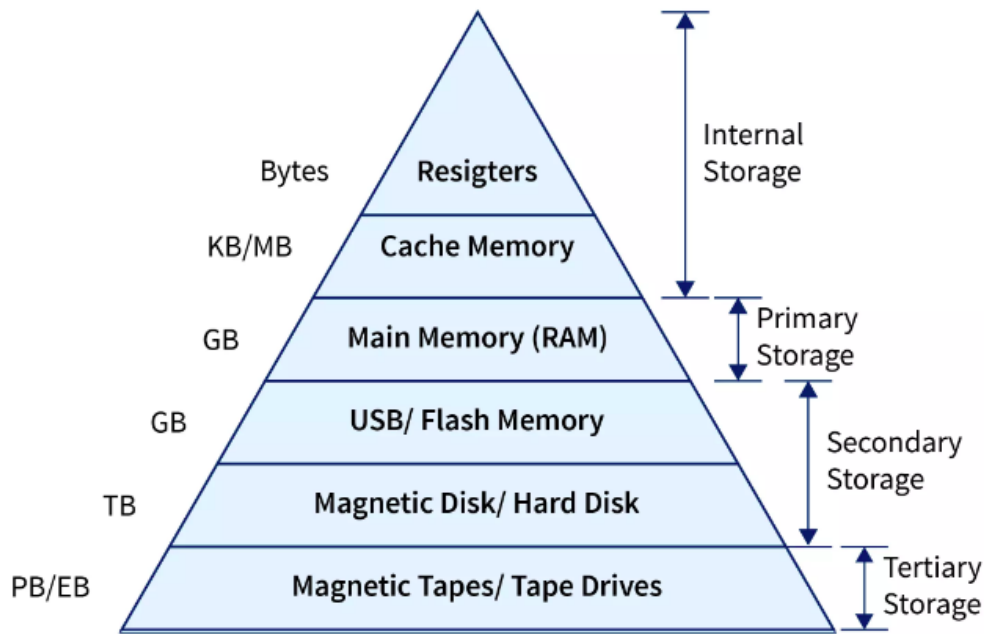 Bytes
Resigters
Internal
Storage
KB/MB
Cache Memory
GB
Main Memory (RAM)
Primary
Storage
GB
USB/ Flash Memory
Secondary
Storage
TB
Magnetic Disk/ Hard Disk
PB/EB
Magnetic Tapes/ Tape Drives
Tertiary
Storage